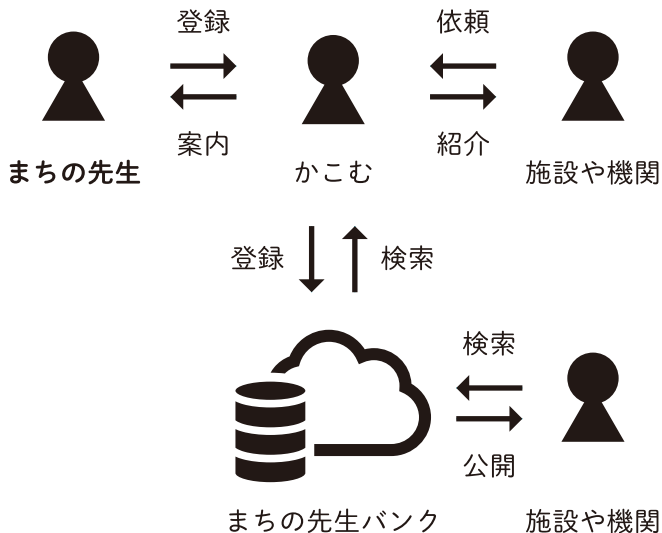 登録
依頼
案内
紹介
まちの先生
かこむ
施設や機関
登録
検索
検索
公開
まちの先生バンク
施設や機関